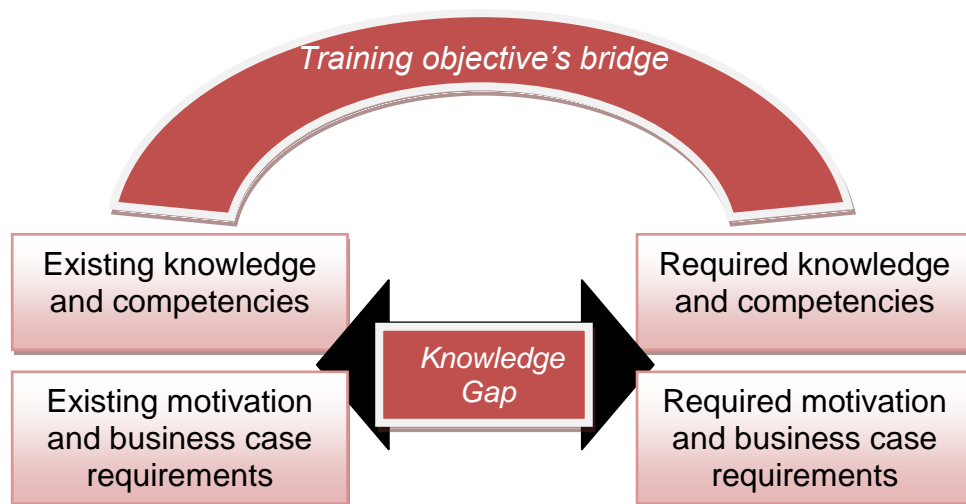 Training objective’s bridge
Existing knowledge
and competencies
Required knowledge
and competencies
Knowledge
Gap
Existing motivation
and business case
requirements
Required motivation
and business case
requirements